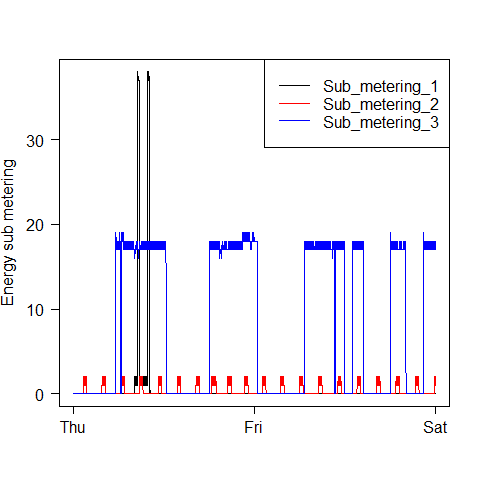 Sub_metering_1
Sub_metering_2
Sub_metering_3
Energy sub metering
30
20
10
0
Thu Fri Sat